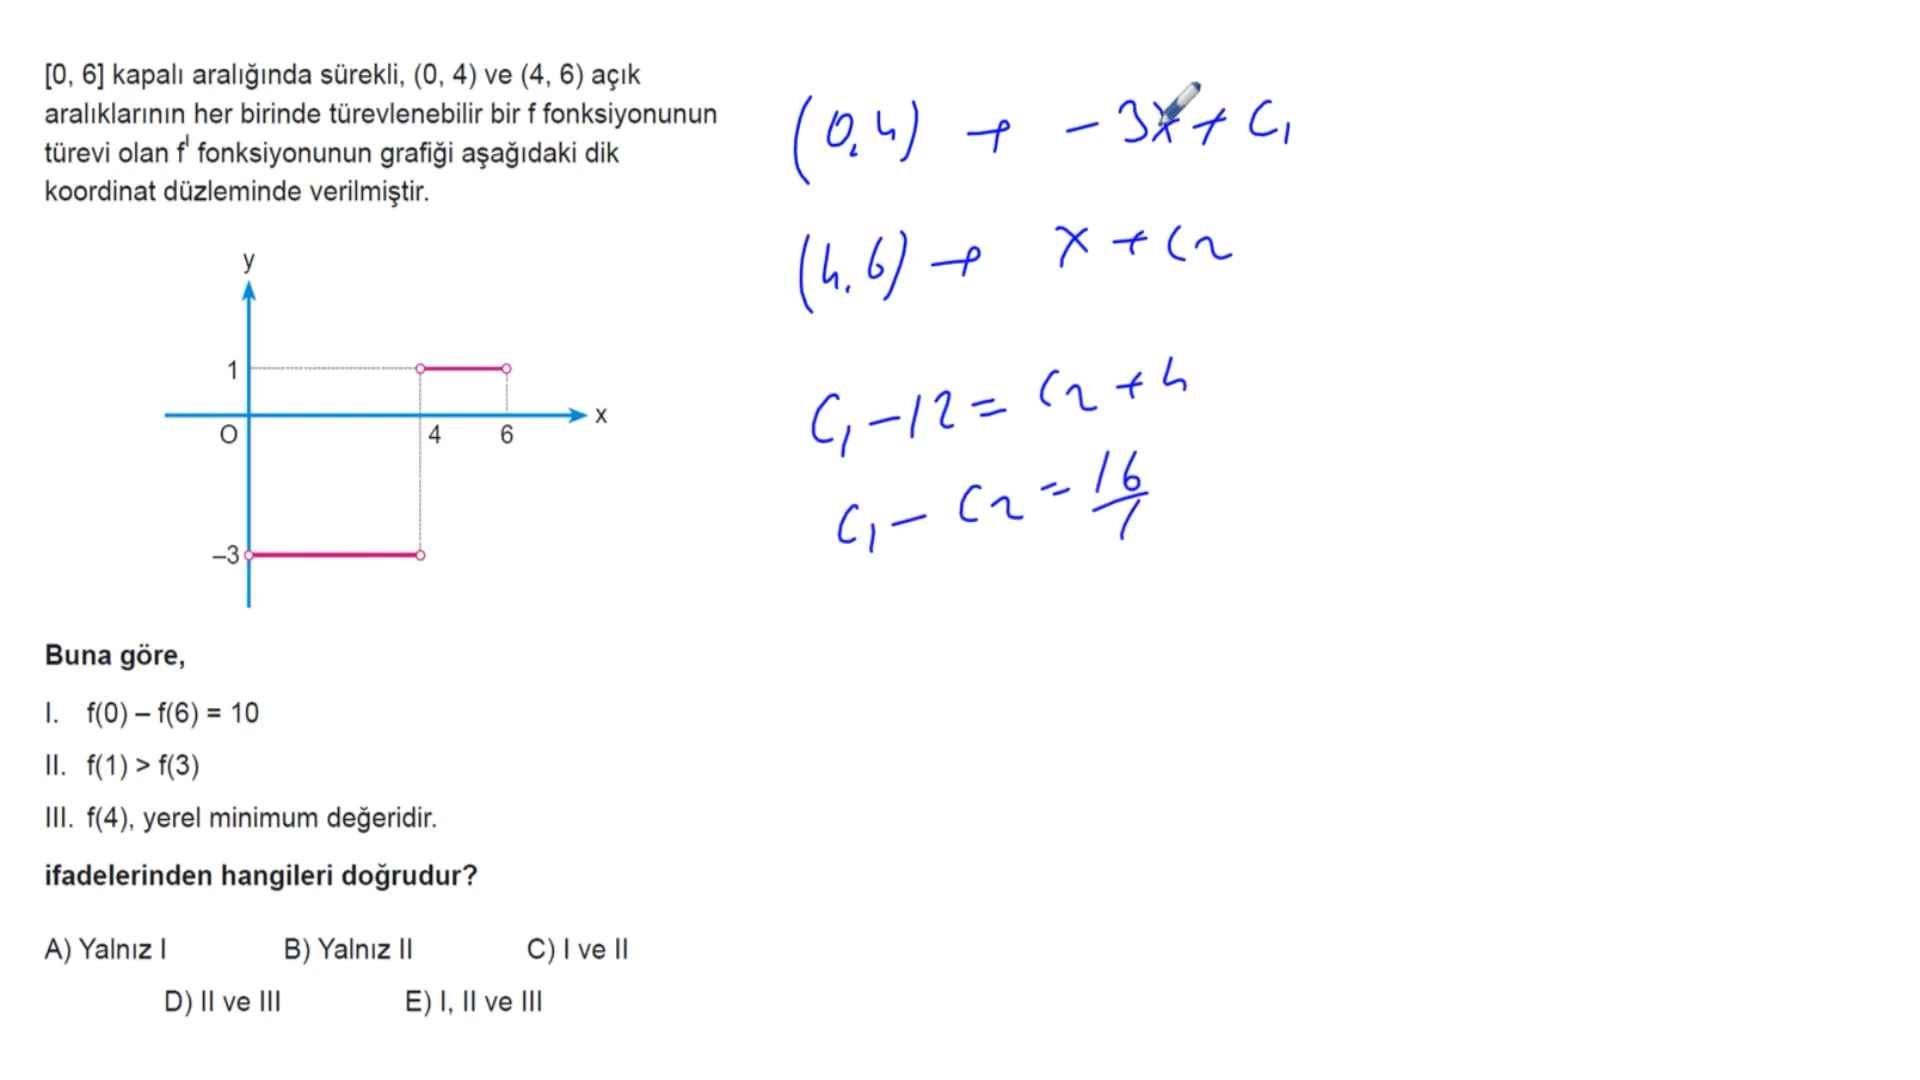 [0, 6] kapalı aralığında sürekli, (0, 4) ve (4, 6) açık
aralıklarının her birinde türevlenebilir bir f fonksiyonunun
türevi olan f' fonksiyonunun grafiği aşağıdaki dik
koordinat düzleminde verilmiştir.
y
1
O
4
6
x
–3
Buna göre,
I. f(0) – f(6) = 10
II. f(1) > f(3)
III. f(4), yerel minimum değeridir.
ifadelerinden hangileri doğrudur?
A) Yalnız I B) Yalnız II C) I ve II
D) II ve III E) I, II ve III
(0,4) → -3x + C1
(4,6) → x + C2
C1 - 12 = C2 + 4
C1 - C2 = 16